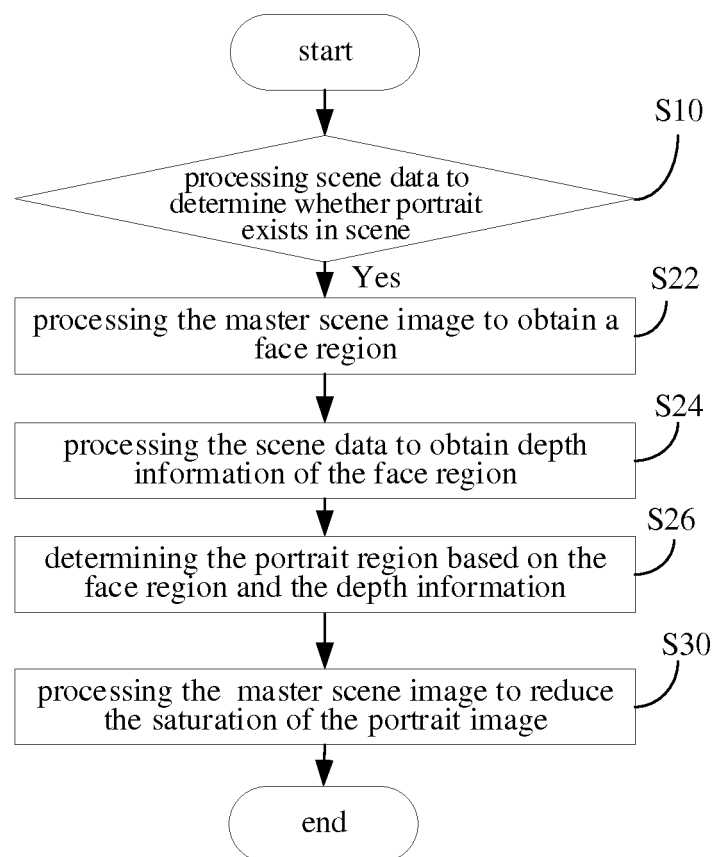 start
S10
processing scene data to
determine whether portrait
exists in scene
Yes
S22
processing the master scene image to obtain a
face region
S24
processing the scene data to obtain depth
information of the face region
S26
determining the portrait region based on the
face region and the depth information
S30
processing the master scene image to reduce
the saturation of the portrait image
end